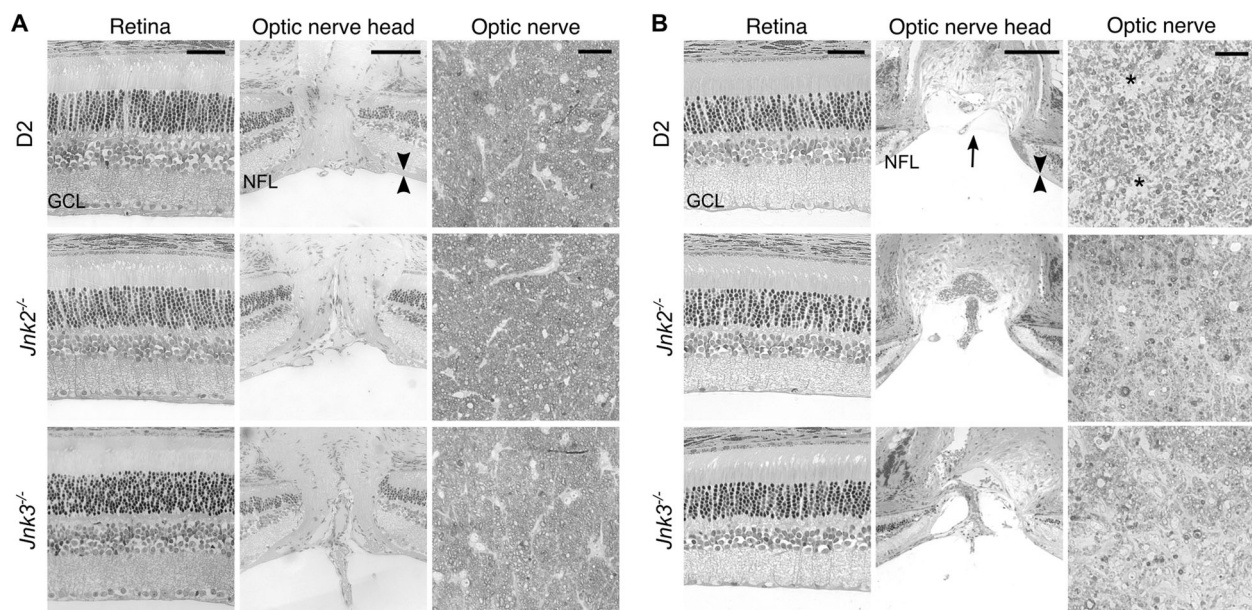 A
Retina
Optic nerve head
Optic nerve
D2
GCL
NFL
Jnk2-/-
Jnk3-/-
B
Retina
Optic nerve head
Optic nerve
D2
GCL
NFL
*
*
Jnk2-/-
Jnk3-/-